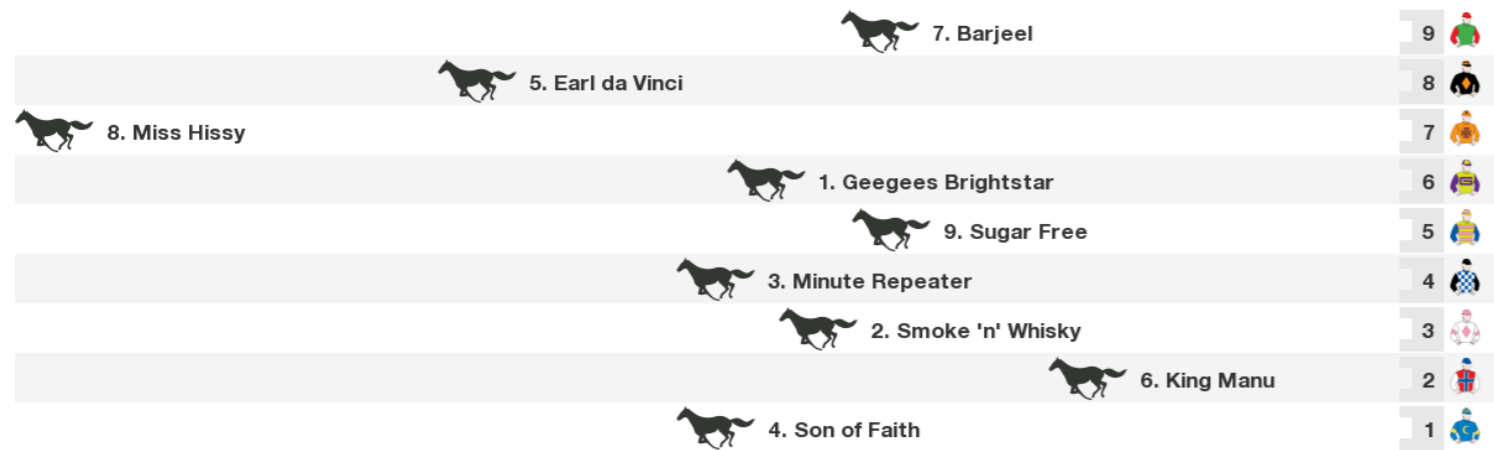 7. Barjeel 9
5. Earl da Vinci 8
8. Miss Hissy 7
1. Geegees Brightstar 6
9. Sugar Free 5
3. Minute Repeater 4
2. Smoke 'n' Whisky 3
6. King Manu 2
4. Son of Faith 1